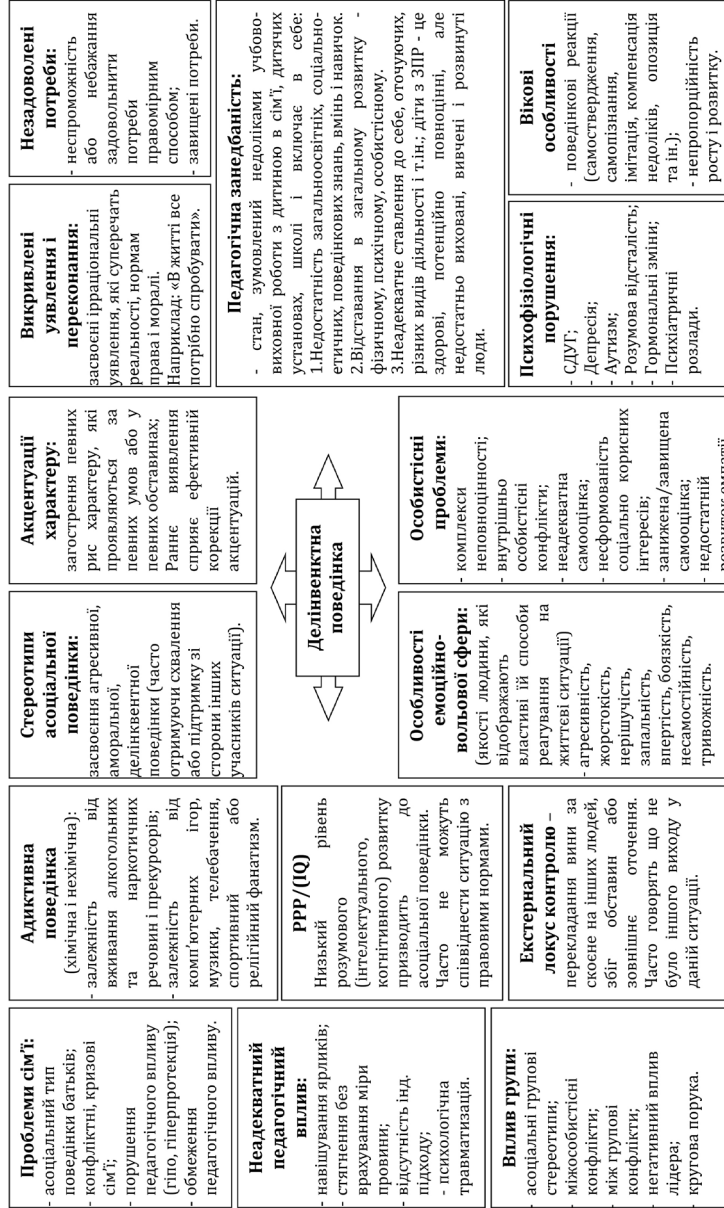 Проблеми сім’ї:
- асоціальний тип
поведінки батьків;
- конфліктні, кризові
сім’ї;
- порушення
педагогічного впливу
(гіпо, гіперпротекція);
- обмеження
педагогічного впливу.
Адиктивна
поведінка
(хімічна і нехімічна):
- залежність від
вживання алкогольних
та наркотичних
речовин і прекурсорів;
- залежність від
комп’ютерних ігор,
музики, телебачення,
спортивний або
релігійний фанатизм.
Стереотипи
асоціальної
поведінки:
засвоєння агресивної,
аморальної,
делінквентної
поведінки (часто
отримуючи схвалення
або підтримку зі
сторони інших
учасників ситуації).
Акцентуації
характеру:
загострення певних
рис характеру, які
проявляються за
певних умов або у
певних обставинах;
Раннє виявлення
сприяє ефективній
корекції
акцентуацій.
Викривлені
уявлення і
переконання:
засвоєні ірраціональні
уявлення, які суперечать
реальності, нормам
права і моралі.
Наприклад: «В житті все
потрібно спробувати».
Незадоволені
потреби:
- неспроможність
або небажання
задовольнити
потреби
правомірним
способом;
- завищені потреби.
Неадекватний
педагогічний
вплив:
- навішування ярликів;
- стягнення без
врахування міри
провини;
- відсутність інд.
підходу;
- психологічна
травматизація.
РРР/(IQ)
Низький рівень
розумового
(інтелектуального,
когнітивного) розвитку
призводить до
асоціальної поведінки.
Часто не можуть
співвіднести ситуацію з
правовими нормами.
Делінвенктна
поведінка
Педагогічна занедбаність:
- стан, зумовлений недоліками учбово-
виховної роботи з дитиною в сім’ї, дитячих
установах, школі і включає в себе:
1.Недостатність загальноосвітніх, соціально-
етичних, поведінкових знань, вмінь і навичок.
2.Відставання в загальному розвитку -
фізичному, психічному, особистісному.
3.Неадекватне ставлення до себе, оточуючих,
різних видів діяльності і т.ін.; діти з ЗПР - це
здорові, потенційно повноцінні, але
недостатньо виховані, вивчені і розвинуті
люди.
Вплив групи:
- асоціальні групові
стереотипи;
- міжособистісні
конфлікти;
- між групові
конфлікти;
- негативний вплив
лідера;
- кругова порука.
Екстернальний
локус контролю –
перекладання вини за
скоєне на інших людей,
збіг обставин або
зовнішнє оточення.
Часто говорять що не
було іншого виходу у
даній ситуації.
Особливості
емоційно-
вольової сфери:
(якості людини, які
відображають
властиві їй способи
реагування на
життєві ситуації)
- агресивність,
жорстокість,
нерішучість,
запальність,
впертість, боязкість,
несамостійність,
тривожність.
Особистісні
проблеми:
- комплекси
неповноцінності;
- внутрішньо
особистісні
конфлікти;
- неадекватна
самооцінка;
- несформованість
соціально корисних
інтересів;
- занижена/завищена
самооцінка;
- недостатній
Психофізіологічні
порушення:
- СДУГ;
- Депресія;
- Аутизм;
- Розумова відсталість;
- Гормональні зміни;
- Психіатричні
розлади.
Вікові
особливості
- поведінкові реакції
(самоствердження,
самопізнання,
імітація, компенсація
недоліків, опозиція
та ін.);
- непропорційність
росту і розвитку.